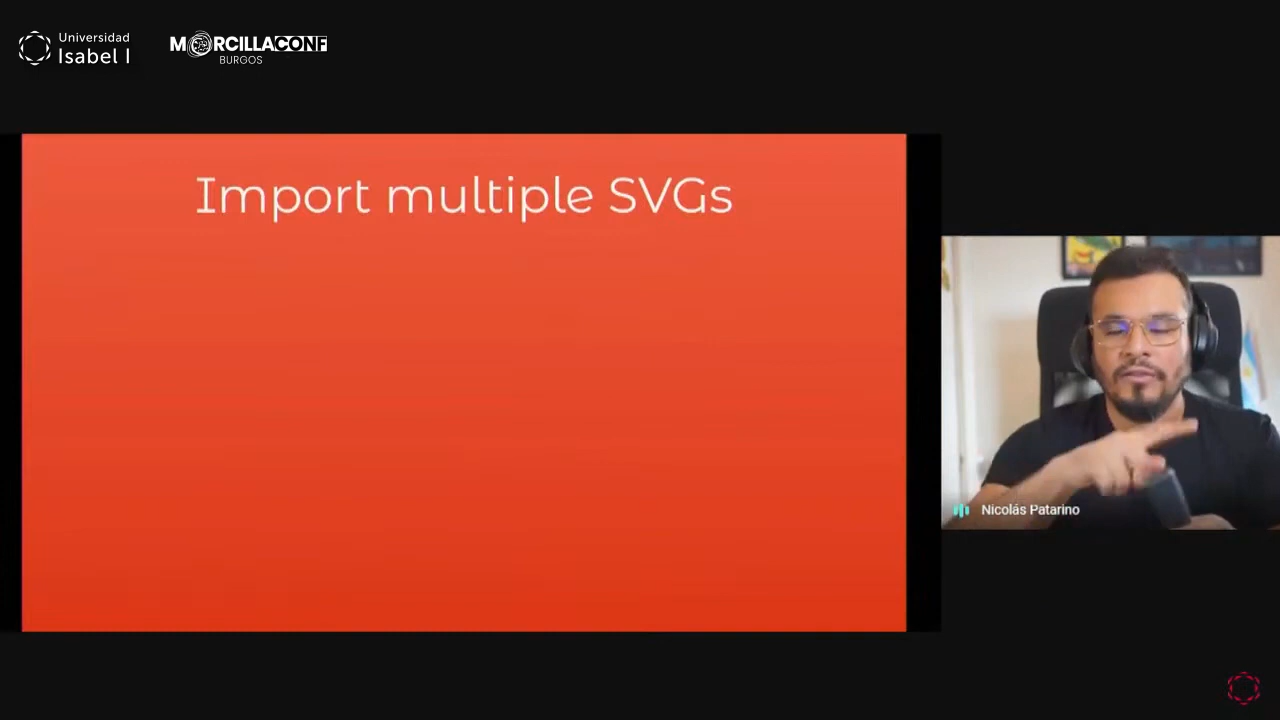 Universidad
Isabel I
MORCILLACONF
BURGOS
Import multiple SVGs
Nicolás Patarino